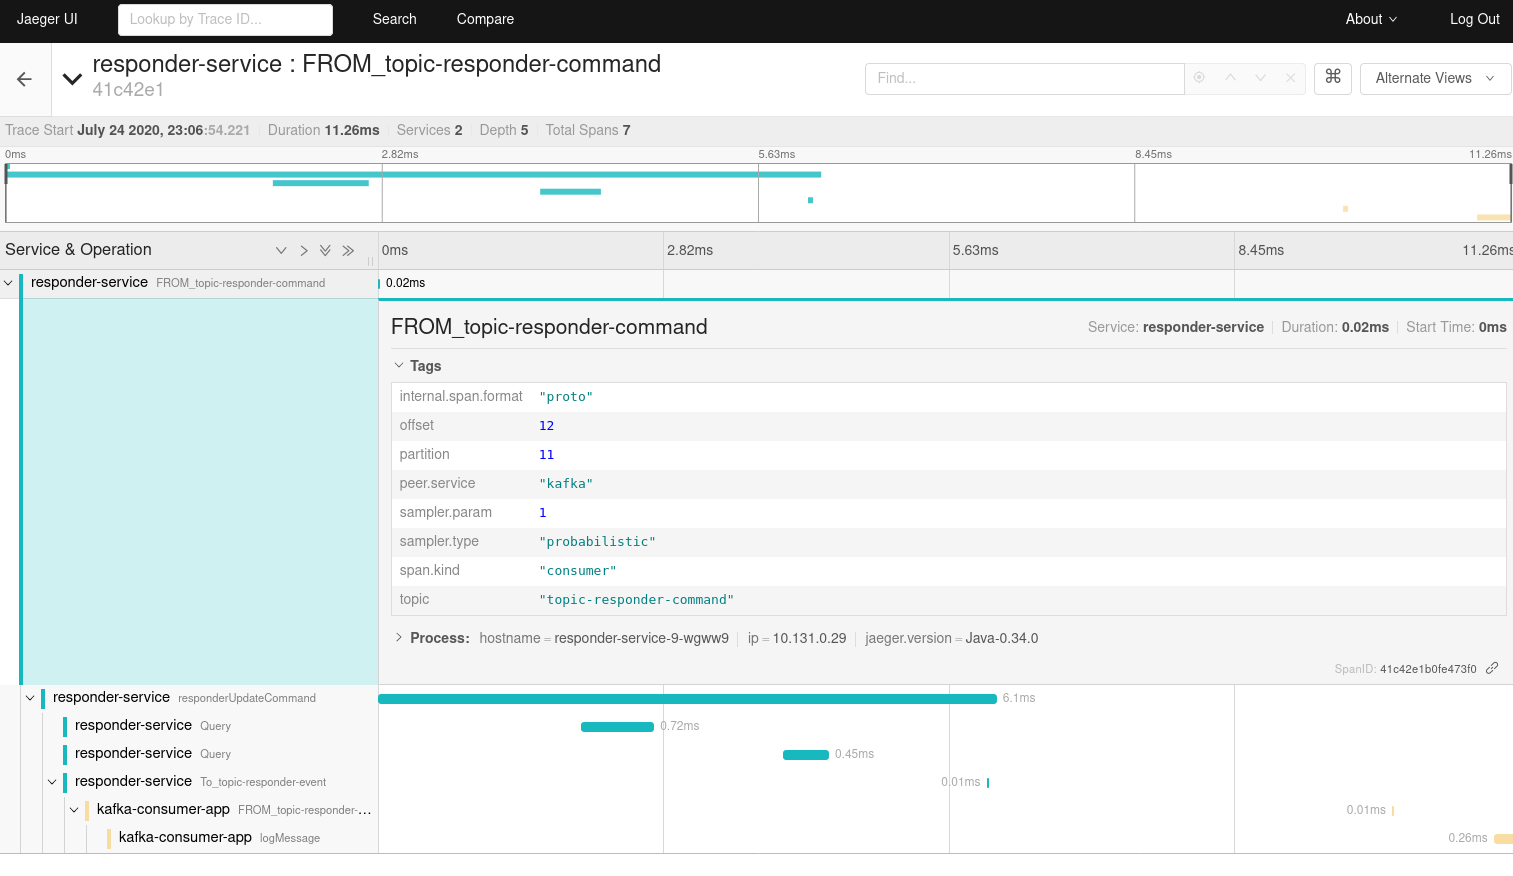 Jaeger UI Lookup by Trace ID... Search Compare About Log Out
responder-service : FROM_topic-responder-command
41c42e1
Find... Alternate Views
Trace Start July 24 2020, 23:06:54.221 Duration 11.26ms Services 2 Depth 5 Total Spans 7
0ms 2.82ms 5.63ms 8.45ms 11.26ms
Service & Operation 0ms 2.82ms 5.63ms 8.45ms 11.26ms
responder-service FROM_topic-responder-command 0.02ms
FROM_topic-responder-command Service: responder-service Duration: 0.02ms Start Time: 0ms
Tags
internal.span.format "proto"
offset 12
partition 11
peer.service "kafka"
sampler.param 1
sampler.type "probabilistic"
span.kind "consumer"
topic "topic-responder-command"
Process: hostname = responder-service-9-wgww9 ip = 10.131.0.29 jaeger.version = Java-0.34.0
SpanID: 41c42e1b0fe473f0
responder-service responderUpdateCommand 6.1ms
responder-service Query 0.72ms
responder-service Query 0.45ms
responder-service To_topic-responder-event 0.01ms
kafka-consumer-app FROM_topic-responder-... 0.01ms
kafka-consumer-app logMessage 0.26ms